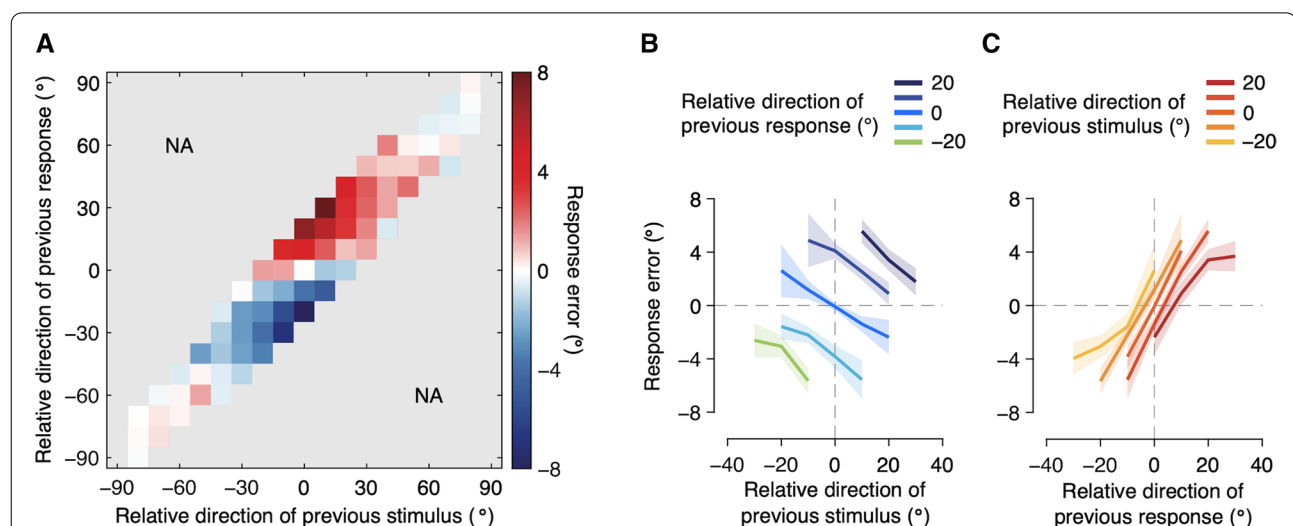 A
B
C
Relative direction of previous response (°)
90
60
30
0
−30
−60
−90
NA
NA
−90
−60
−30
0
30
60
90
Relative direction of previous stimulus (°)
8
4
0
−4
−8
Response error (°)
Relative direction of
previous response (°)
20
0
−20
Response error (°)
8
4
0
−4
−8
−40
−20
0
20
40
Relative direction of
previous stimulus (°)
Relative direction of
previous stimulus (°)
20
0
−20
8
4
0
−4
−8
−40
−20
0
20
40
Relative direction of
previous response (°)